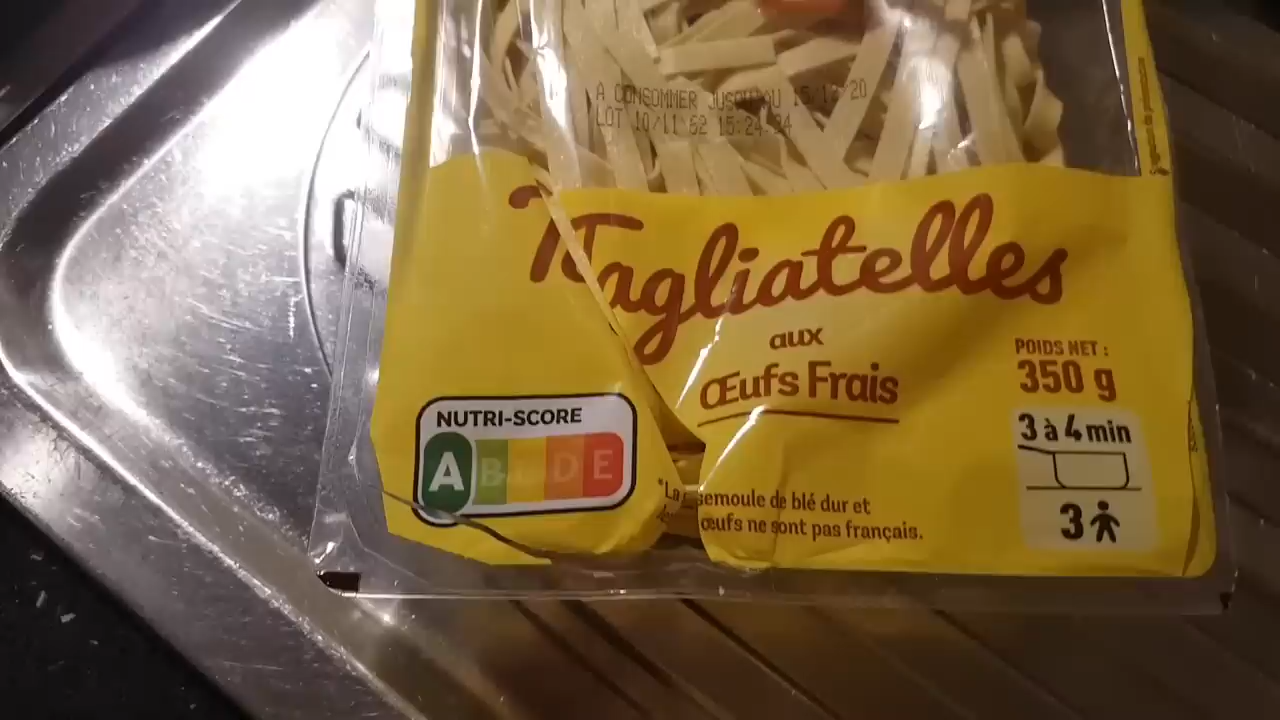 A CONSOMMER JUSQU'AU 15/12/20
LOT 10/11 62 15:24:24
Tagliatelles
aux
Œufs Frais
POIDS NET :
350 g
3 à 4 min
3
NUTRI-SCORE
A B D E
*La semoule de blé dur et
œufs ne sont pas français.